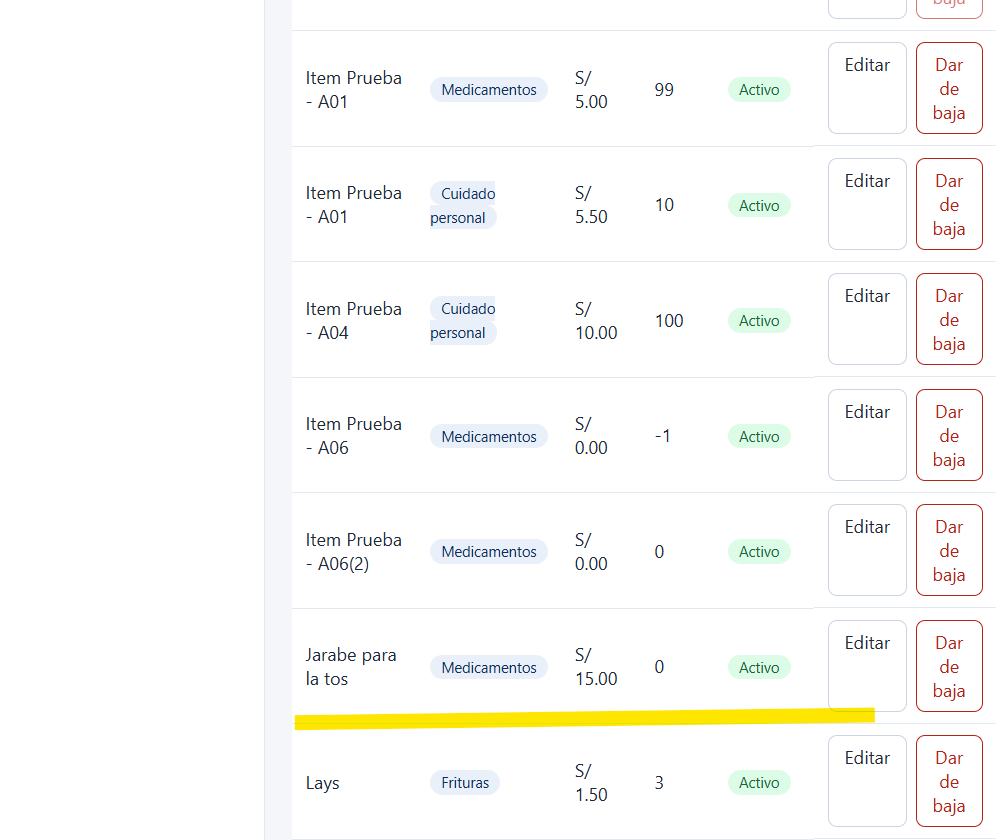 baja
Item Prueba
- A01
Medicamentos
S/
5.00
99
Activo
Editar
Dar
de
baja
Item Prueba
- A01
Cuidado
personal
S/
5.50
10
Activo
Editar
Dar
de
baja
Item Prueba
- A04
Cuidado
personal
S/
10.00
100
Activo
Editar
Dar
de
baja
Item Prueba
- A06
Medicamentos
S/
0.00
-1
Activo
Editar
Dar
de
baja
Item Prueba
- A06(2)
Medicamentos
S/
0.00
0
Activo
Editar
Dar
de
baja
Jarabe para
la tos
Medicamentos
S/
15.00
0
Activo
Editar
Dar
de
baja
Lays
Frituras
S/
1.50
3
Activo
Editar
Dar
de
baja